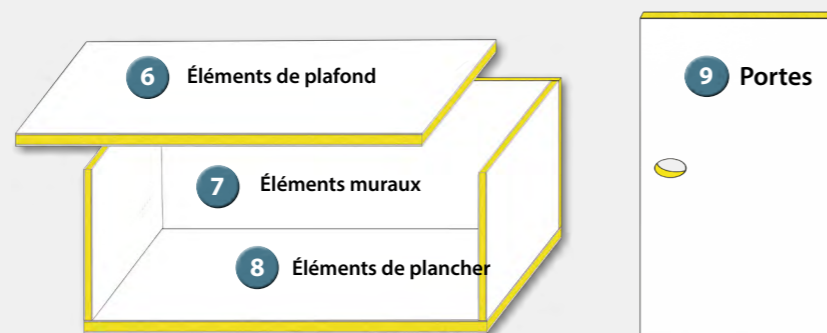 6 Éléments de plafond
9 Portes
7 Éléments muraux
8 Éléments de plancher